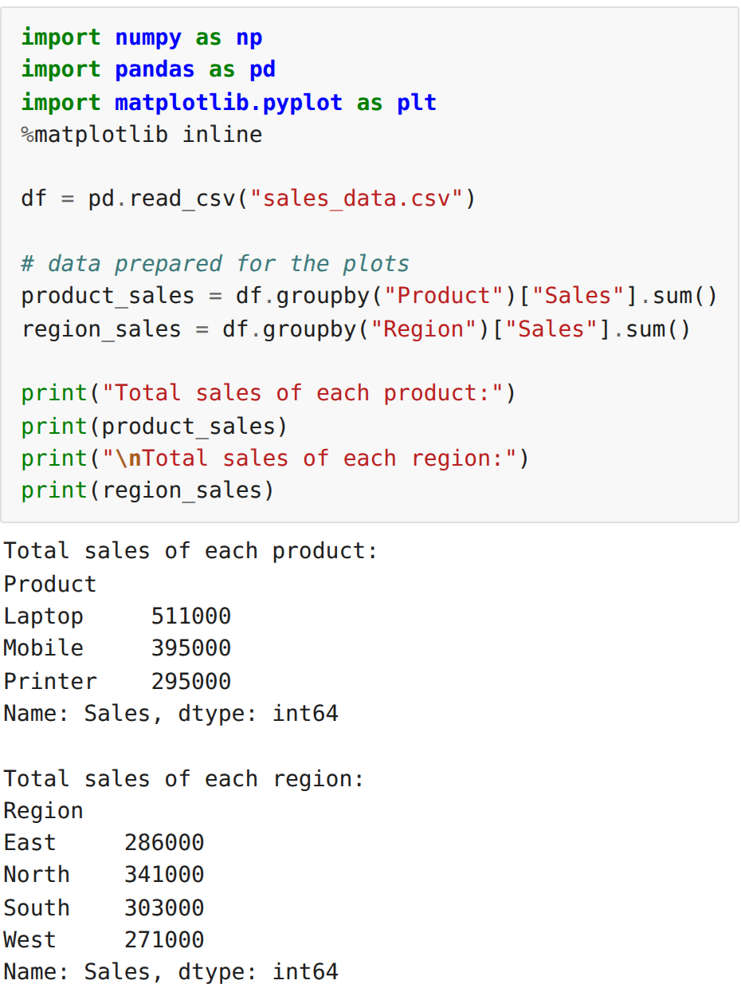 import numpy as np
import pandas as pd
import matplotlib.pyplot as plt
%matplotlib inline
df = pd.read_csv("sales_data.csv")
# data prepared for the plots
product_sales = df.groupby("Product")["Sales"].sum()
region_sales = df.groupby("Region")["Sales"].sum()
print("Total sales of each product:")
print(product_sales)
print("\nTotal sales of each region:")
print(region_sales)
Total sales of each product:
Product
Laptop     511000
Mobile     395000
Printer    295000
Name: Sales, dtype: int64
Total sales of each region:
Region
East     286000
North    341000
South    303000
West     271000
Name: Sales, dtype: int64